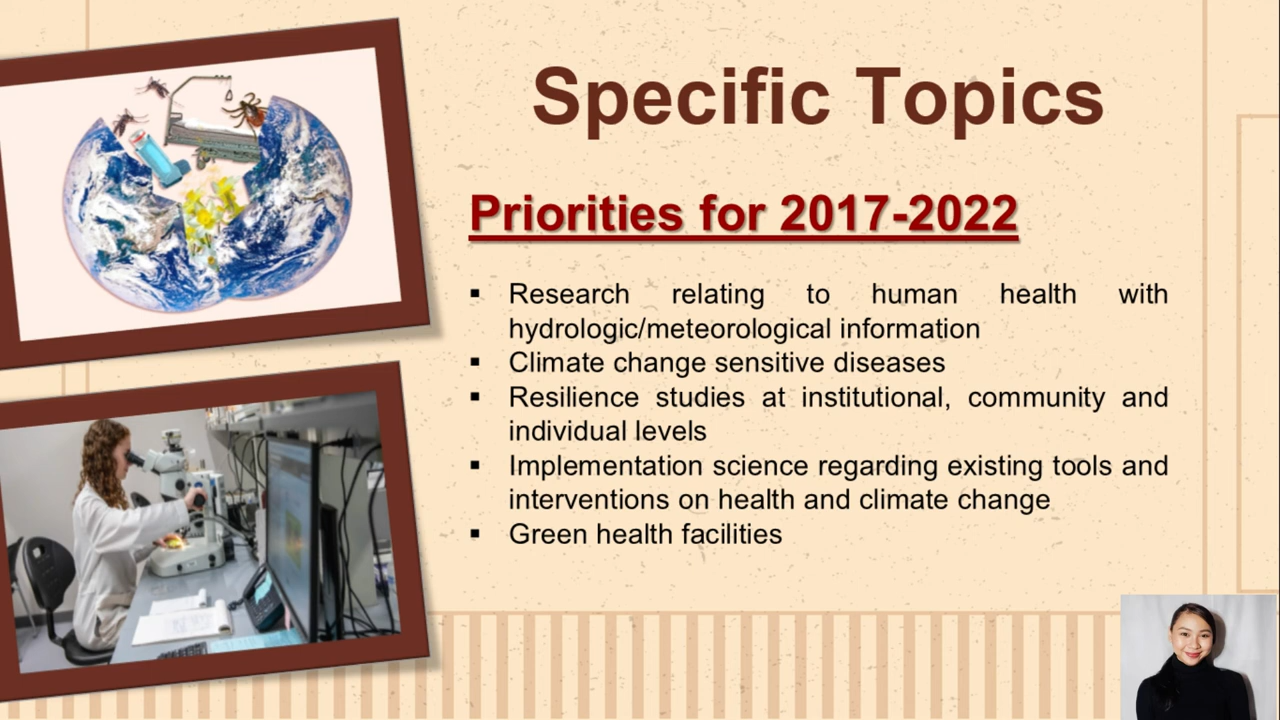 Specific Topics
Priorities for 2017-2022
▪ Research relating to human health with
hydrologic/meteorological information
▪ Climate change sensitive diseases
▪ Resilience studies at institutional, community and
individual levels
▪ Implementation science regarding existing tools and
interventions on health and climate change
▪ Green health facilities